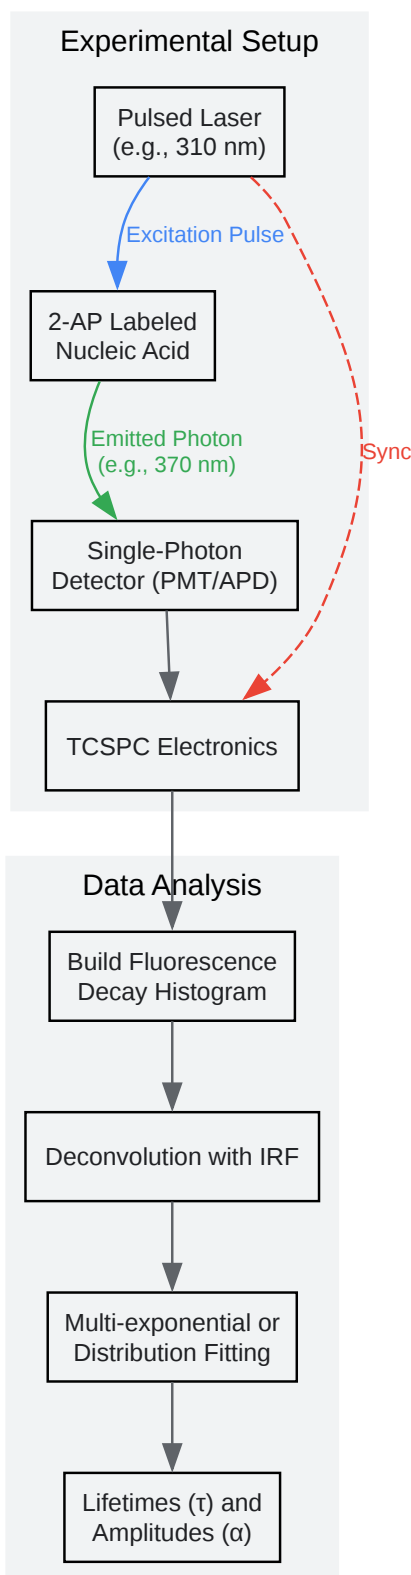 Experimental Setup
Pulsed Laser
(e.g., 310 nm)
Excitation Pulse
2-AP Labeled
Nucleic Acid
Emitted Photon
(e.g., 370 nm)
Sync
Single-Photon
Detector (PMT/APD)
TCSPC Electronics
Data Analysis
Build Fluorescence
Decay Histogram
Deconvolution with IRF
Multi-exponential or
Distribution Fitting
Lifetimes (τ) and
Amplitudes (α)